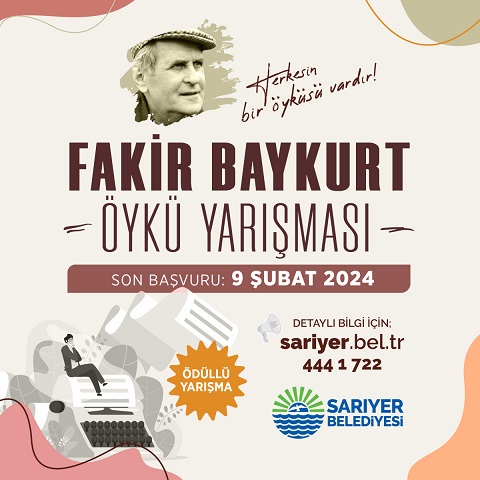 Herkesin
bir öyküsü vardır!
FAKİR BAYKURT
ÖYKÜ YARIŞMASI
SON BAŞVURU: 9 ŞUBAT 2024
ÖDÜLLÜ
YARIŞMA
DETAYLI BİLGİ İÇİN;
sariyer.bel.tr
444 1 722
SARIYER
BELEDİYESİ